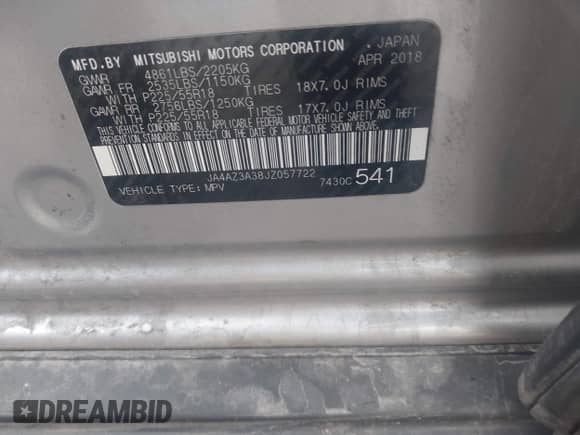 MFD.BY MITSUBISHI MOTORS CORPORATION . JAPAN
GVWR 4861LBS/2205KG APR 2018
GAWR FR 2535LBS/1150KG
WITH P225/55R18 TIRES 18X7.0J RIMS
GAWR RR 2756LBS/1250KG
WITH P225/55R18 TIRES 17X7.0J RIMS
THIS VEHICLE CONFORMS TO ALL APPLICABLE FEDERAL MOTOR VEHICLE SAFETY AND THEFT
PREVENTION STANDARDS IN EFFECT ON THE DATE OF MANUFACTURE SHOWN ABOVE.
JA4AZ3A38JZ057722
VEHICLE TYPE: MPV 7430C 541
DREAMBID